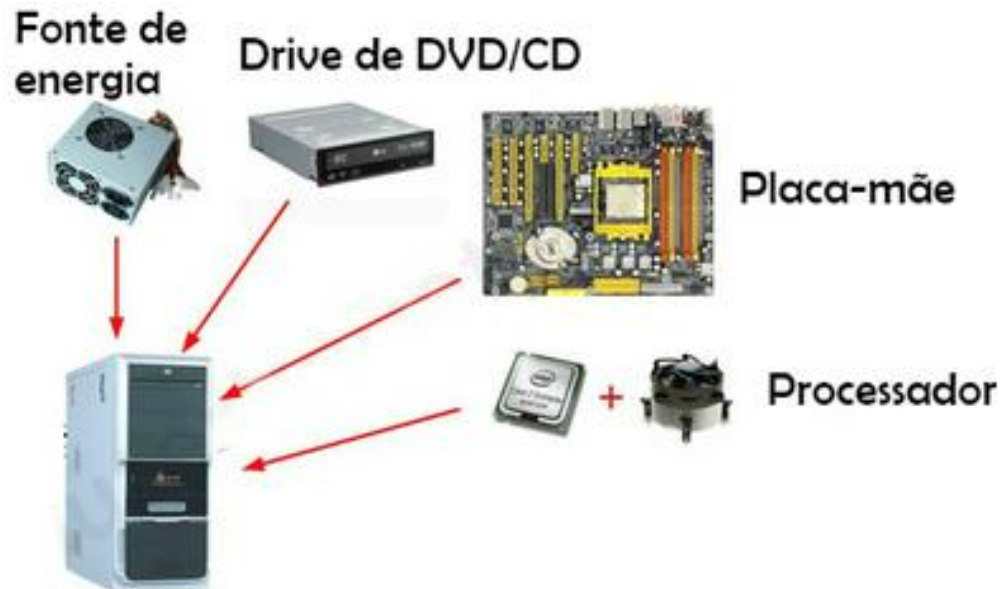 Fonte de
energia
Drive de DVD/CD
Placa-mãe
Processador
+